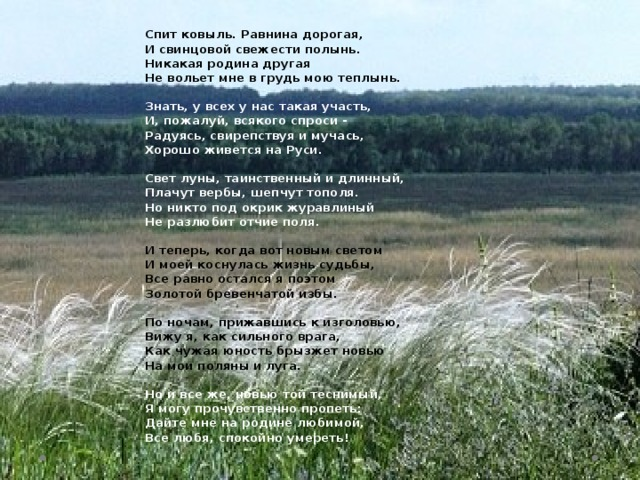 Спит ковыль. Равнина дорогая,
И свинцовой свежести полынь.
Никакая родина другая
Не вольет мне в грудь мою теплынь.

Знать, у всех у нас такая участь,
И, пожалуй, всякого спроси -
Радуясь, свирепствуя и мучась,
Хорошо живется на Руси.

Свет луны, таинственный и длинный,
Плачут вербы, шепчут тополя.
Но никто под окрик журавлиный
Не разлюбит отчие поля.

И теперь, когда вот новым светом
И моей коснулась жизнь судьбы,
Все равно остался я поэтом
Золотой бревенчатой избы.

По ночам, прижавшись к изголовью,
Вижу я, как сильного врага,
Как чужая юность брызжет новью
На мои поляны и луга.

Но и все же, новью той теснимый,
Я могу прочувственно пропеть:
Дайте мне на родине любимой,
Все любя, спокойно умереть!